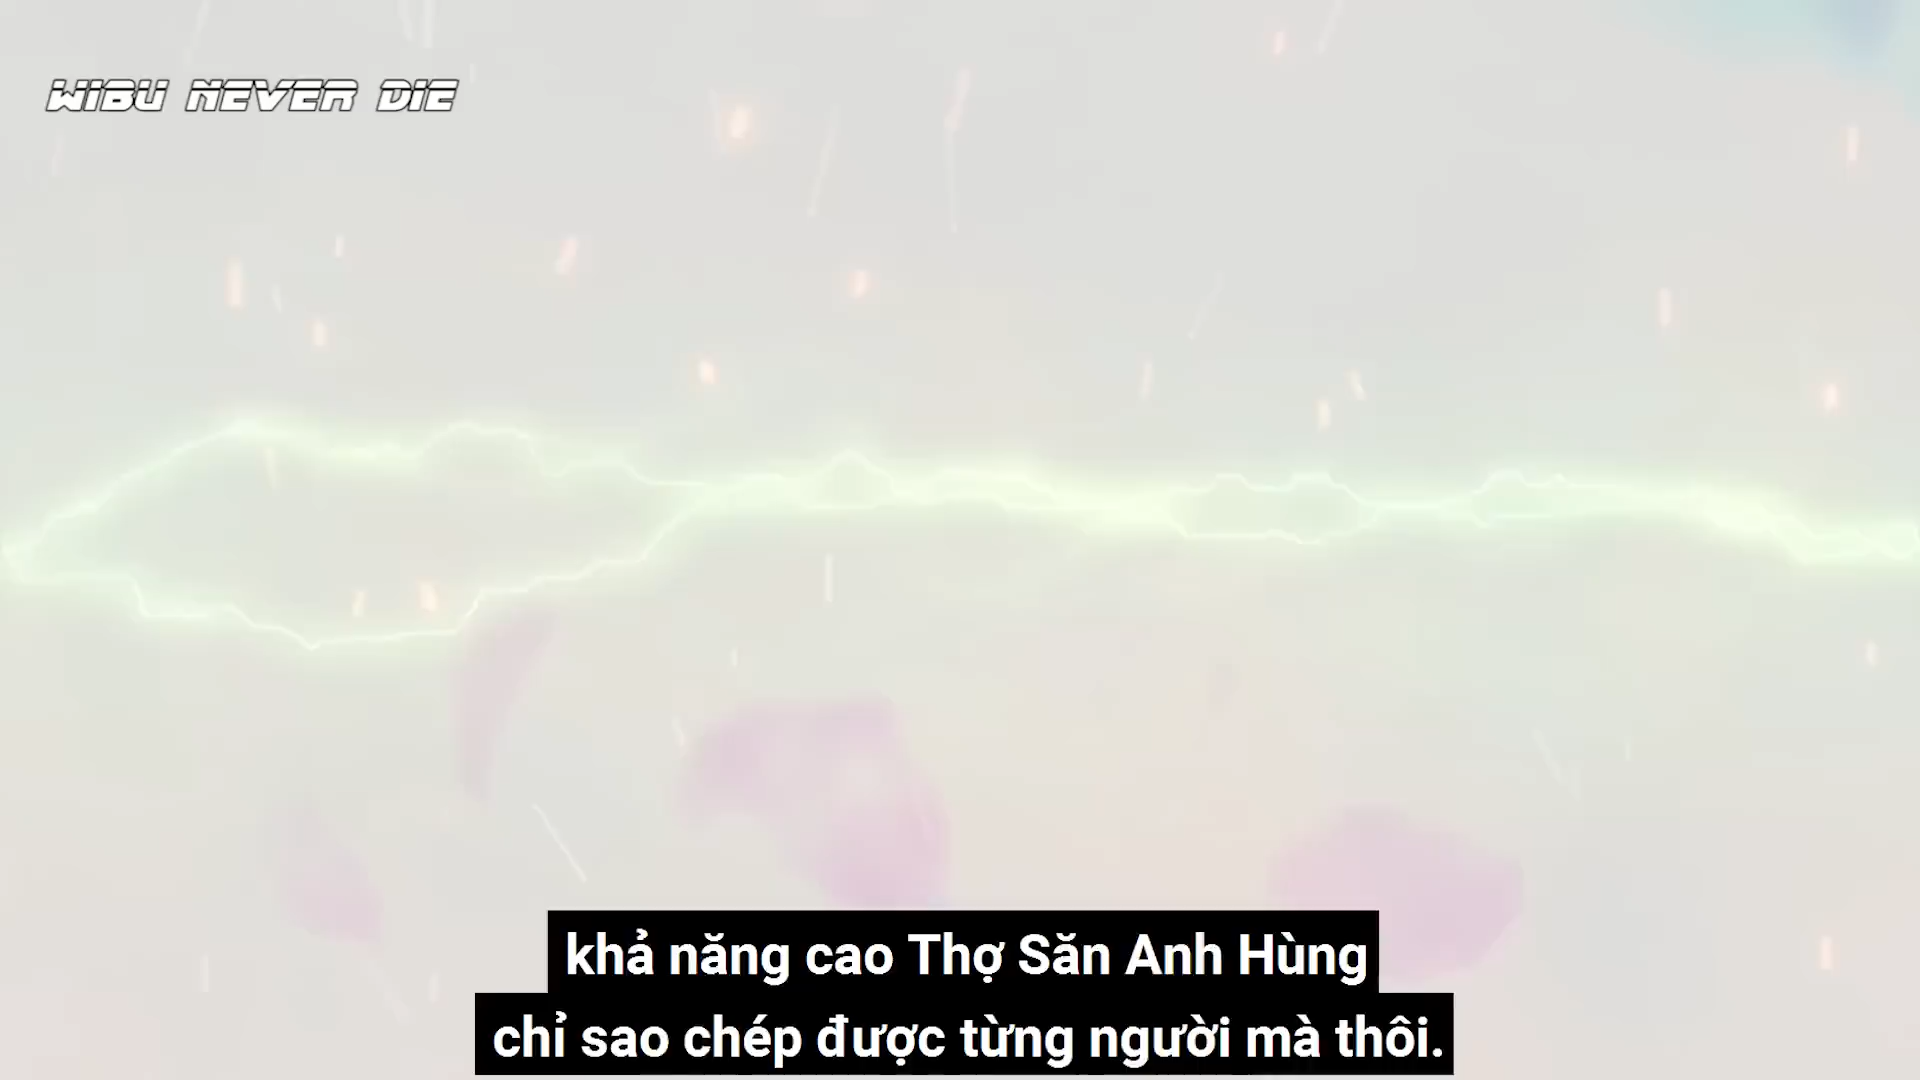 WIBU NEVER DIE
khả năng cao Thợ Săn Anh Hùng
chỉ sao chép được từng người mà thôi.